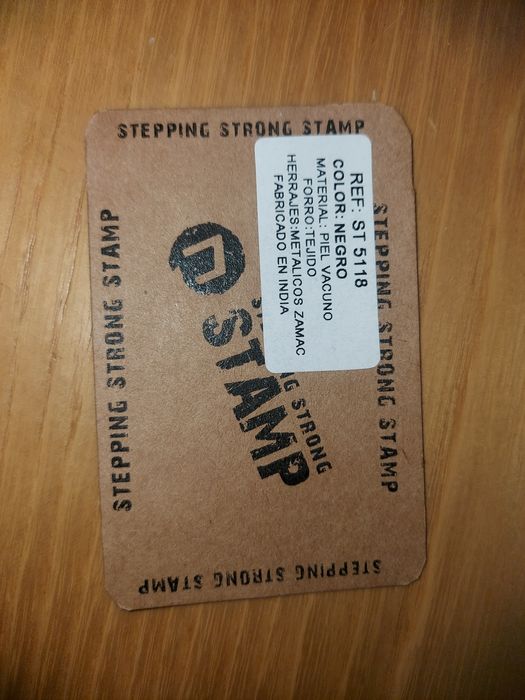 STEPPING STRONG STAMP
REF: ST 5118
COLOR: NEGRO
MATERIAL: PIEL VACUNO
FORRO:TEJIDO
HERRAJES:METALICOS ZAMAC
FABRICADO EN INDIA
STEPPING STRONG STAMP
STEPPING STRONG STAMP
NG STRONG
STAMP
STEPPING STRONG STAMP